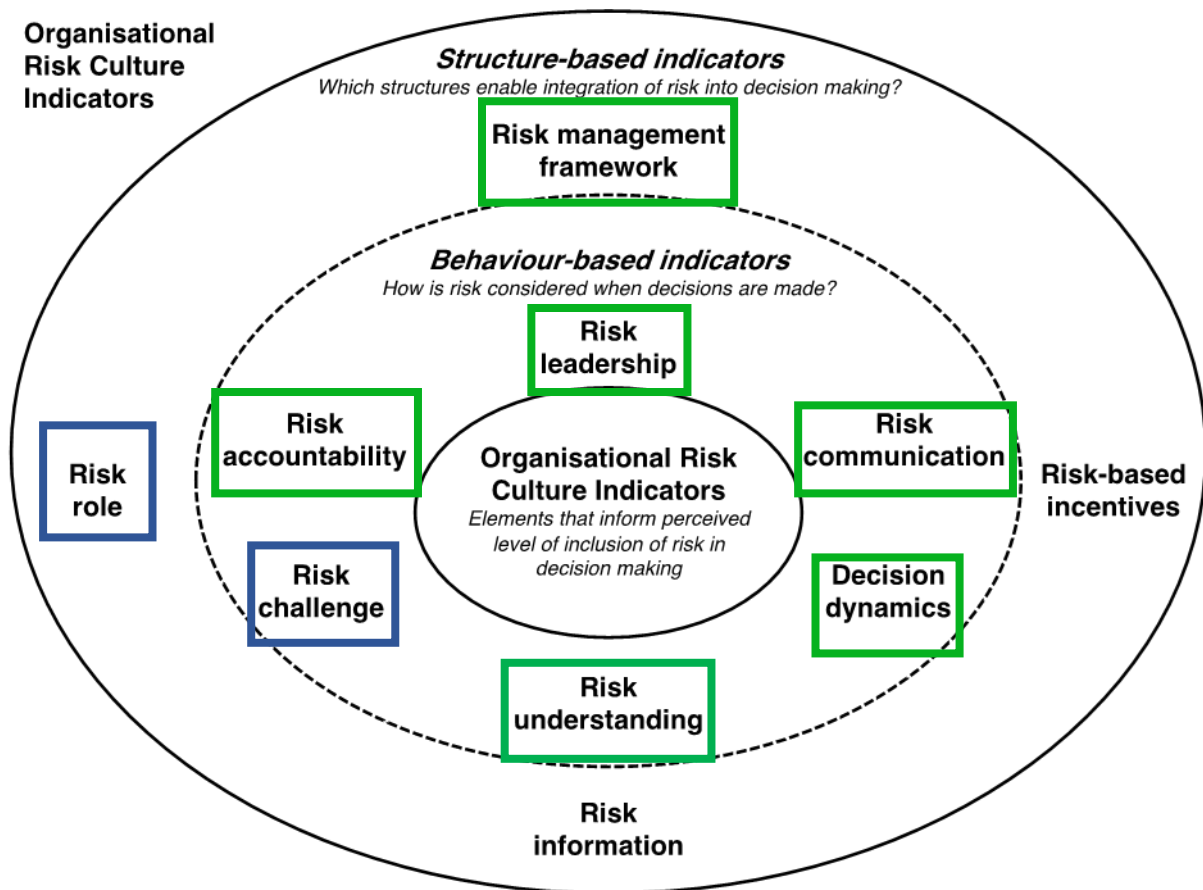 Organisational
Risk Culture
Indicators
Structure-based indicators
Which structures enable integration of risk into decision making?
Risk management
framework
Behaviour-based indicators
How is risk considered when decisions are made?
Risk
leadership
Risk
accountability
Risk
communication
Organisational Risk
Culture Indicators
Elements that inform perceived
level of inclusion of risk in
decision making
Risk
role
Risk-based
incentives
Risk
challenge
Decision
dynamics
Risk
understanding
Risk
information